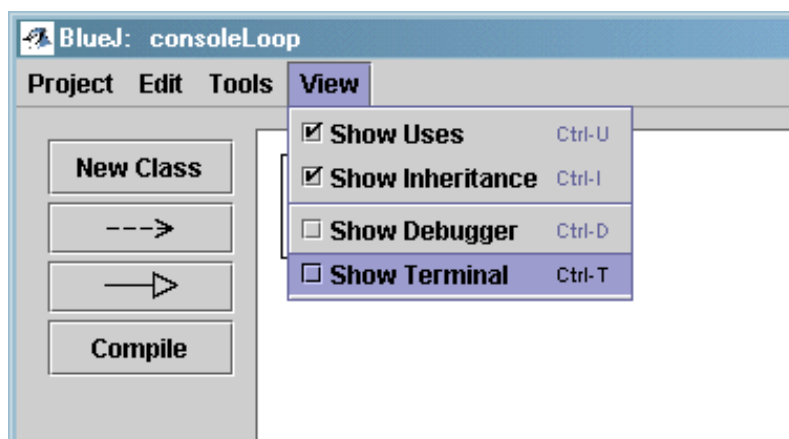 BlueJ: consoleLoop
Project Edit Tools View
Show Uses Ctrl-U
Show Inheritance Ctrl-I
Show Debugger Ctrl-D
Show Terminal Ctrl-T
New Class
Compile